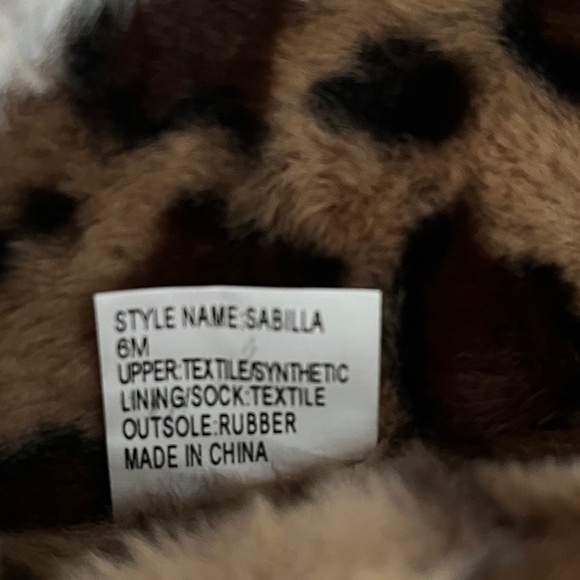 STYLE NAME:SABILLA
6M
UPPER:TEXTILE/SYNTHETIC
LINING/SOCK:TEXTILE
OUTSOLE:RUBBER
MADE IN CHINA